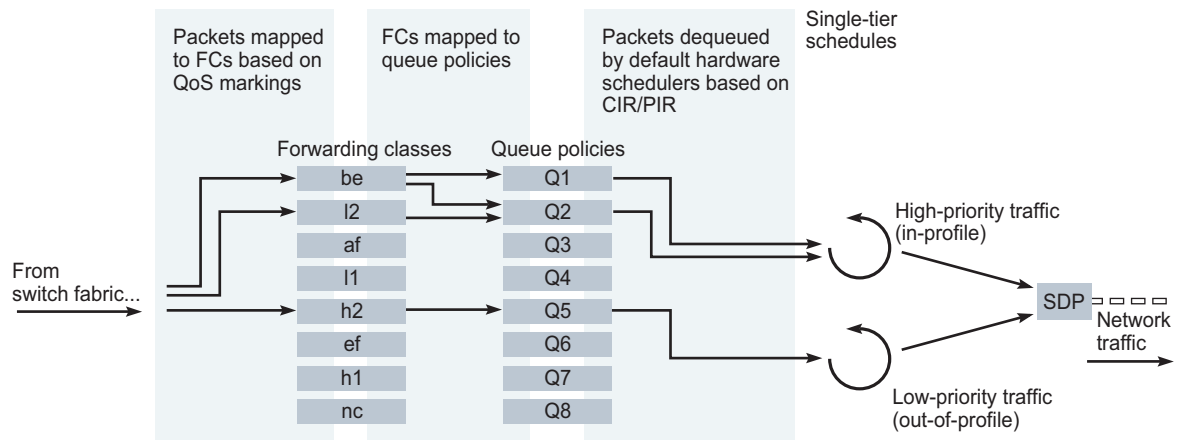 Packets mapped
to FCs based on
QoS markings
FCs mapped to
queue policies
Packets dequeued
by default hardware
schedulers based on
CIR/PIR
Single-tier
schedules
Forwarding classes
Queue policies
be
l2
af
l1
h2
ef
h1
nc
Q1
Q2
Q3
Q4
Q5
Q6
Q7
Q8
From
switch fabric...
High-priority traffic
(in-profile)
Low-priority traffic
(out-of-profile)
SDP
Network
traffic